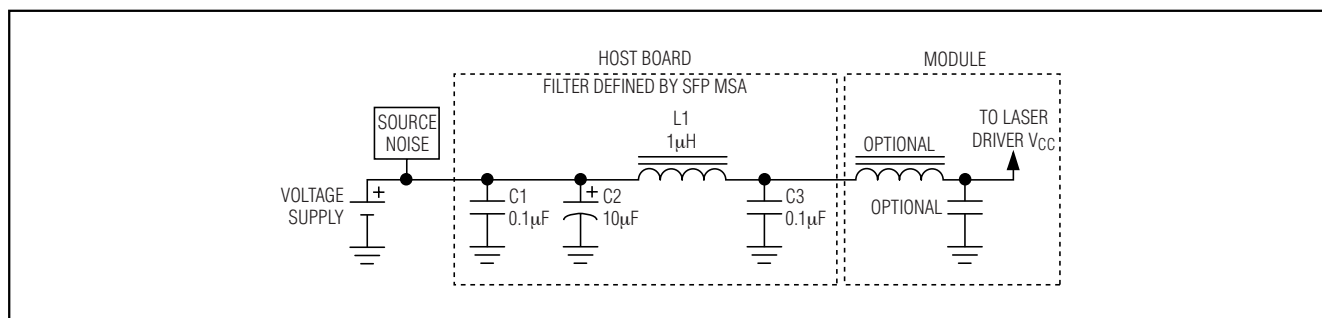 HOST BOARD
MODULE
FILTER DEFINED BY SFP MSA
SOURCE
NOISE
L1
1μH
OPTIONAL
TO LASER
DRIVER VCC
VOLTAGE
SUPPLY
+
C1
0.1μF
+
C2
10μF
C3
0.1μF
OPTIONAL